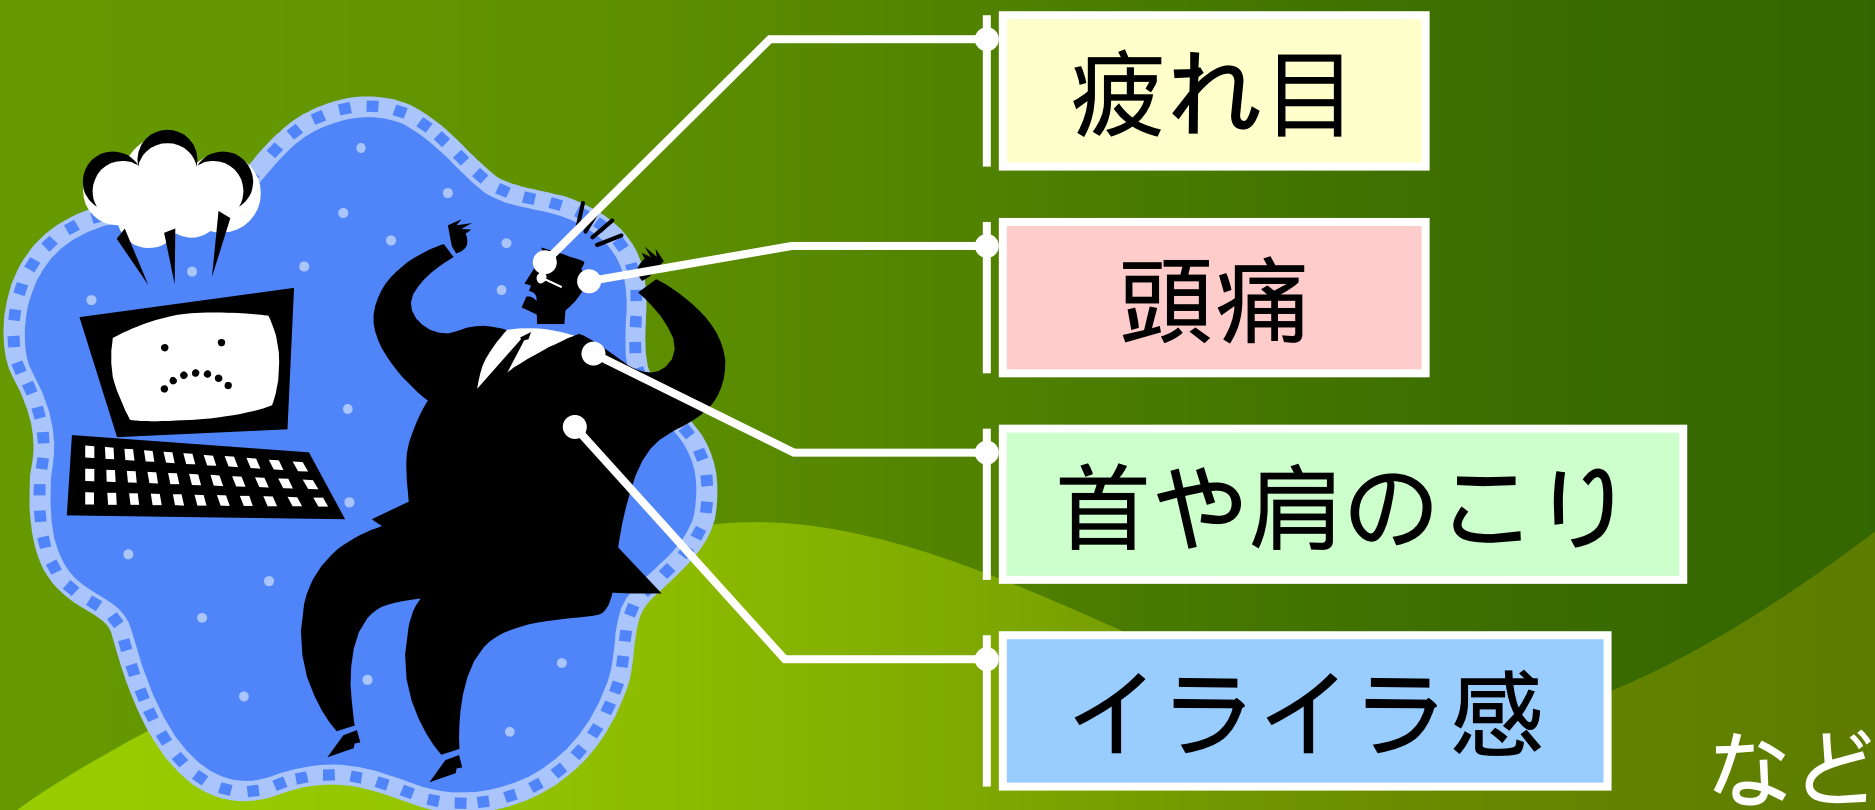 疲れ目
頭痛
首や肩のこり
イライラ感
など